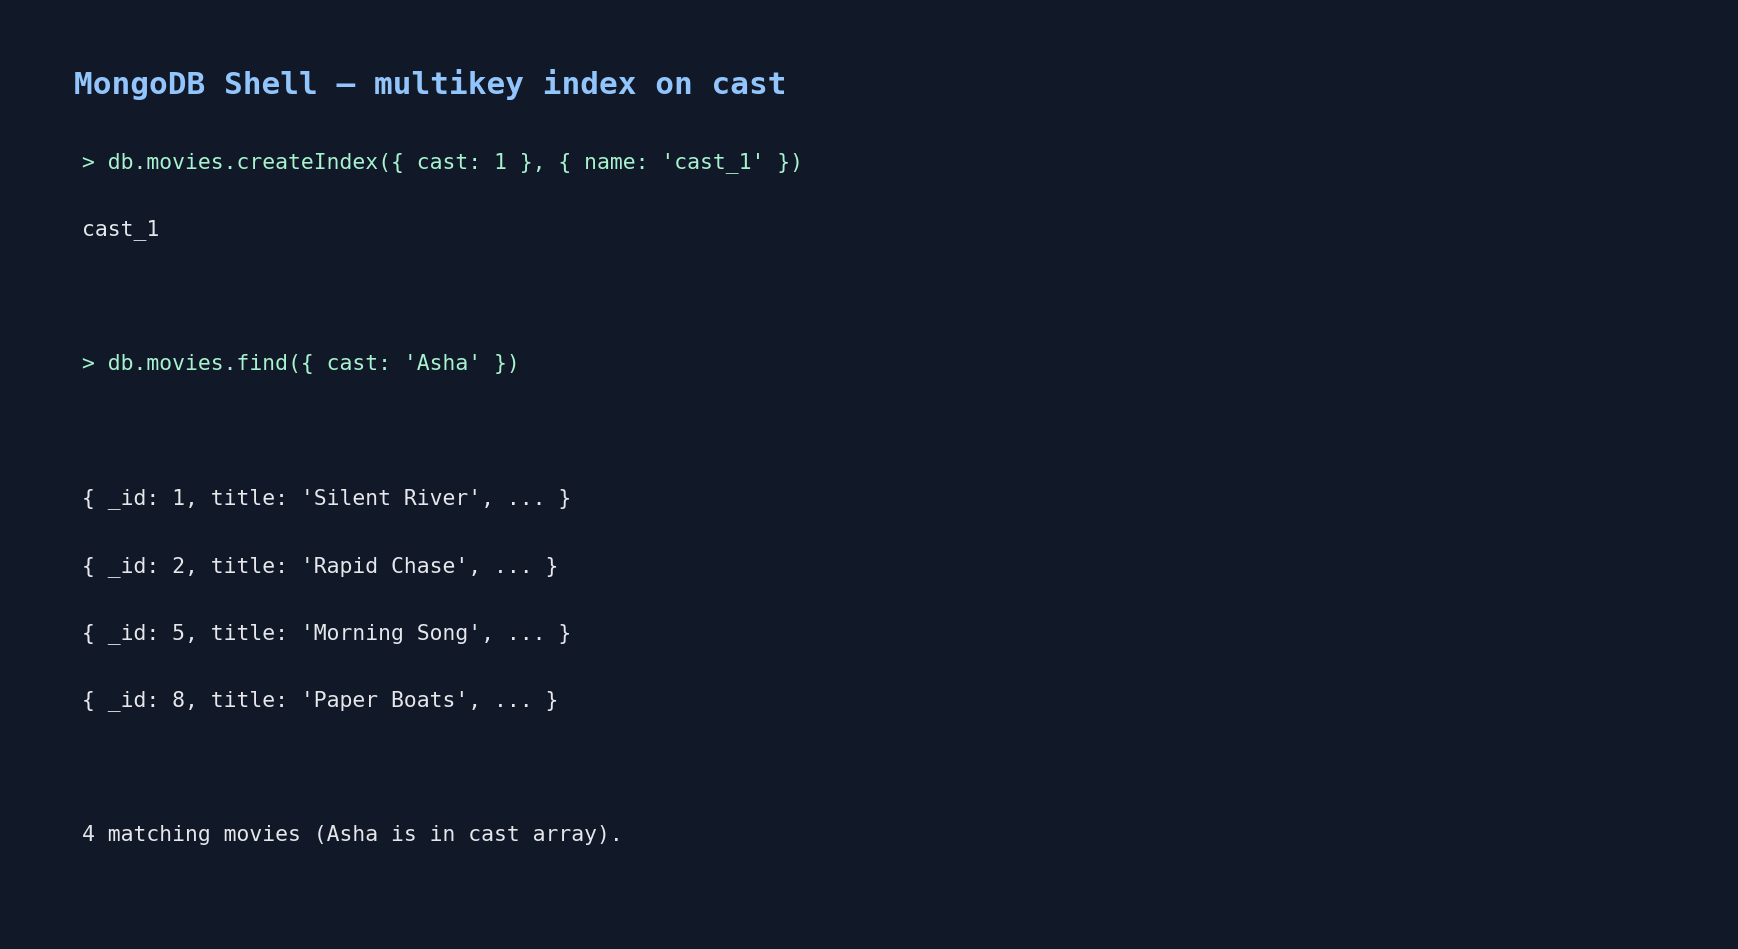 MongoDB Shell — multikey index on cast
> db.movies.createIndex({ cast: 1 }, { name: 'cast_1' })
cast_1
> db.movies.find({ cast: 'Asha' })
{ _id: 1, title: 'Silent River', ... }
{ _id: 2, title: 'Rapid Chase', ... }
{ _id: 5, title: 'Morning Song', ... }
{ _id: 8, title: 'Paper Boats', ... }
4 matching movies (Asha is in cast array).